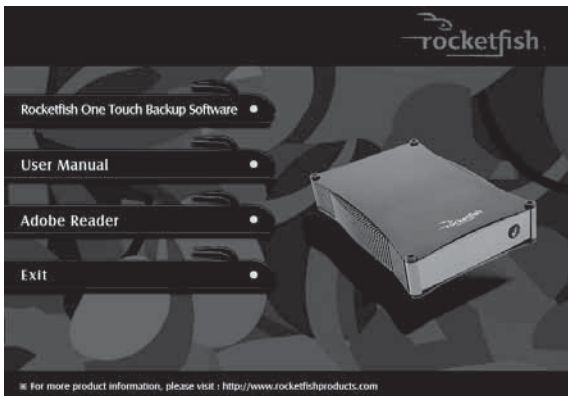 rocketfish
Rocketfish One Touch Backup Software
User Manual
rocketfish
Adobe Reader
Exit
For more product information, please visit : http://www.rocketfishproducts.com